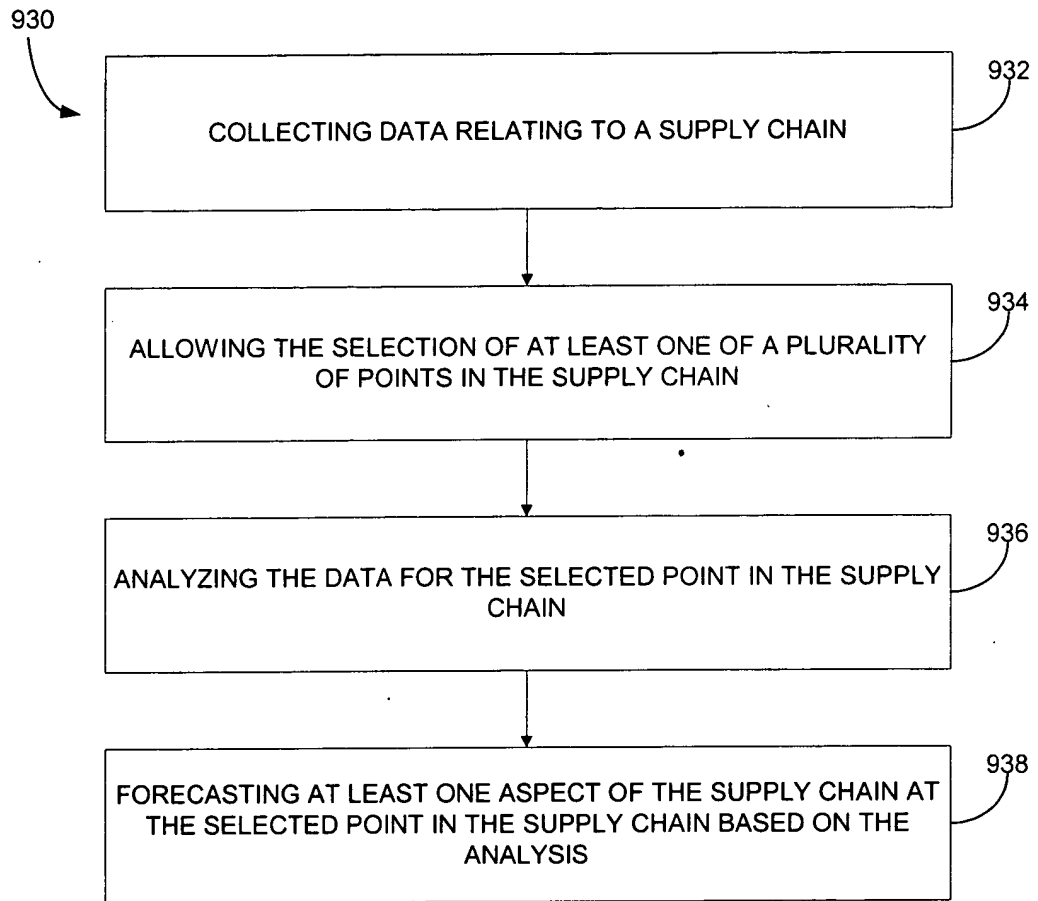 930
932
COLLECTING DATA RELATING TO A SUPPLY CHAIN
934
ALLOWING THE SELECTION OF AT LEAST ONE OF A PLURALITY
OF POINTS IN THE SUPPLY CHAIN
936
ANALYZING THE DATA FOR THE SELECTED POINT IN THE SUPPLY
CHAIN
938
FORECASTING AT LEAST ONE ASPECT OF THE SUPPLY CHAIN AT
THE SELECTED POINT IN THE SUPPLY CHAIN BASED ON THE
ANALYSIS